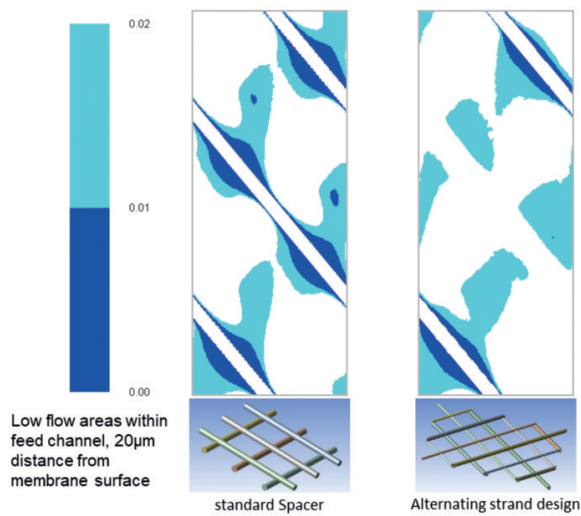 0.02
0.01
0.00
Low flow areas within
feed channel, 20µm
distance from
membrane surface
standard Spacer
Alternating strand design